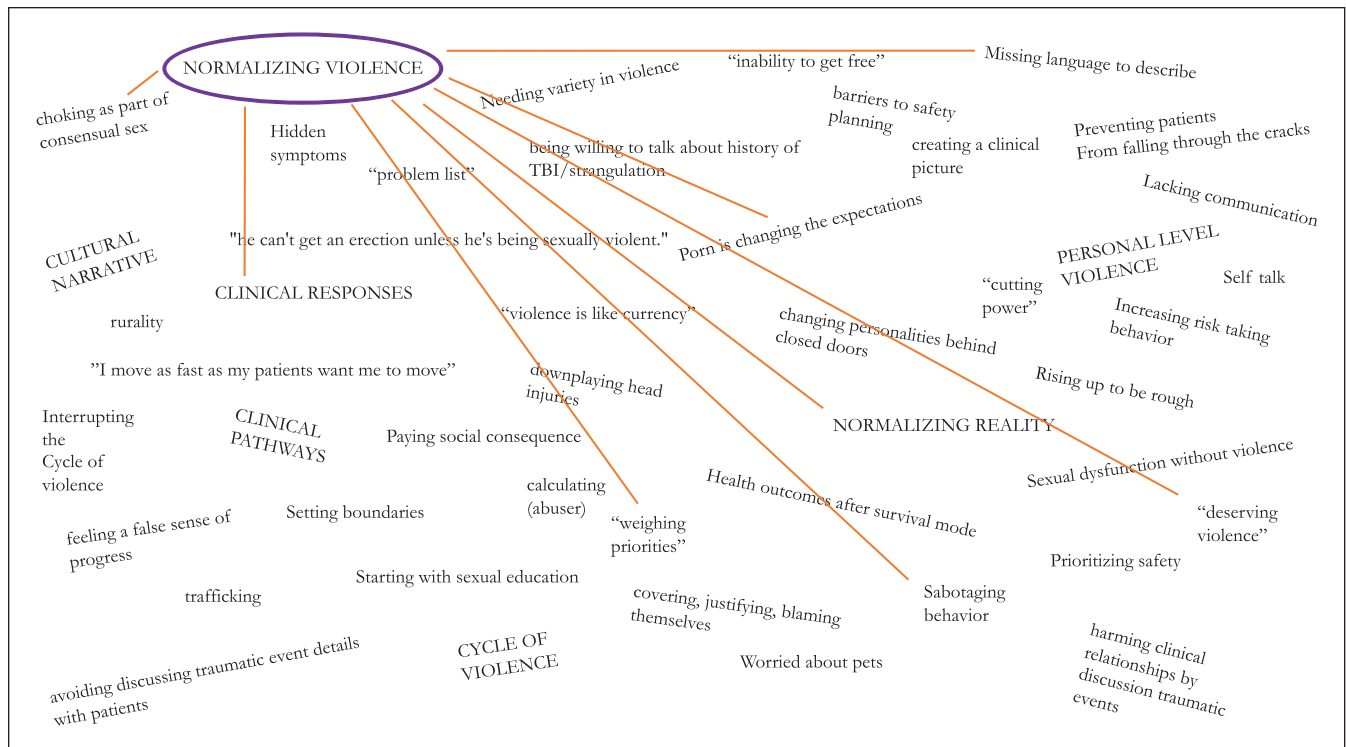 NORMALIZING VIOLENCE
“inability to get free”
Missing language to describe
Needing variety in violence
choking as part of
consensual sex
barriers to safety
planning
Hidden
symptoms
Preventing patients
From falling through the cracks
being willing to talk about history of
TBI/strangulation
creating a clinical
picture
“problem list”
Lacking communication
CULTURAL
NARRATIVE
"he can't get an erection unless he's being sexually violent."
Porn is changing the expectations
PERSONAL LEVEL
VIOLENCE
Self talk
CLINICAL RESPONSES
“cutting
power”
rurality
“violence is like currency”
changing personalities behind
closed doors
Increasing risk taking
behavior
”I move as fast as my patients want me to move”
downplaying head
injuries
Rising up to be rough
Interrupting
the
Cycle of
violence
CLINICAL
PATHWAYS
Paying social consequence
NORMALIZING REALITY
Sexual dysfunction without violence
calculating
(abuser)
Health outcomes after survival mode
feeling a false sense of
progress
Setting boundaries
“weighing
priorities”
“deserving
violence”
Prioritizing safety
Starting with sexual education
trafficking
covering, justifying, blaming
themselves
Sabotaging
behavior
avoiding discussing traumatic event details
with patients
CYCLE OF
VIOLENCE
Worried about pets
harming clinical
relationships by
discussion traumatic
events